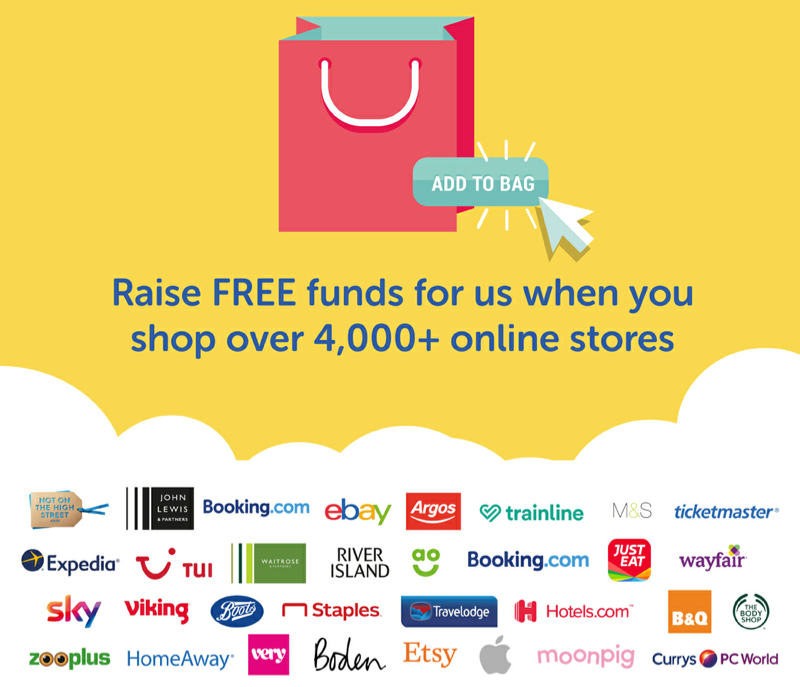 ADD TO BAG
Raise FREE funds for us when you
shop over 4,000+ online stores
NOT ON
THE HIGH
STREET
.com
JOHN
LEWIS
& PARTNERS
Booking.com
ebay
Argos
trainline
M&S
ticketmaster®
Expedia®
TUI
WAITROSE
& PARTNERS
RIVER
ISLAND
ao
Booking.com
JUST
EAT
wayfair
sky
Viking
Boots
Staples
Travelodge
Hotels.com™
B&Q
THE
BODY
SHOP
zooplus
HomeAway®
very
Boden
Etsy
moonpig
Currys PC World